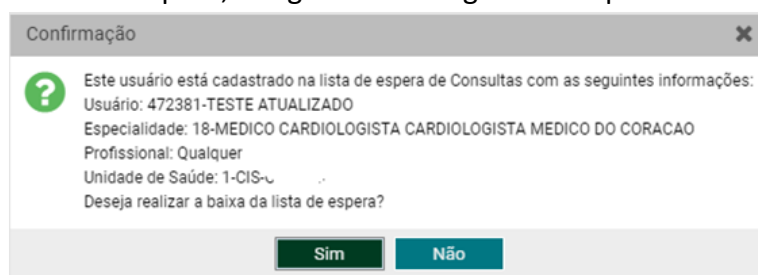 Confirmação
Este usuário está cadastrado na lista de espera de Consultas com as seguintes informações:
Usuário: 472381-TESTE ATUALIZADO
Especialidade: 18-MEDICO CARDIOLOGISTA CARDIOLOGISTA MEDICO DO CORACAO
Profissional: Qualquer
Unidade de Saúde: 1-CIS-
Deseja realizar a baixa da lista de espera?
Sim Não